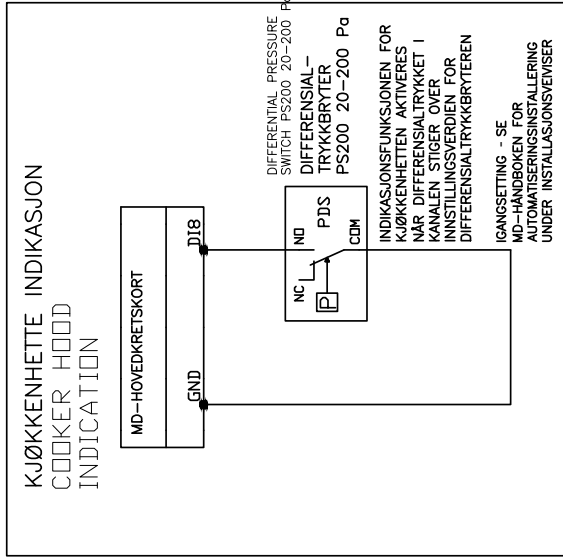 KJØKKENHETTE INDIKASJON
COOKER HOOD
INDICATION
MD-HOVEDKRETSKORT
GND
DI8
DIFFERENTIAL PRESSURE
SWITCH PS200 20-200 Pa
DIFFERENSIAL-
TRYKKBRYTER
PS200 20-200 Pa
NC
NO
P
PDS
COM
INDIKASJONSFUNKSJONEN FOR
KJØKKENHETTEN AKTIVERES
NÅR DIFFERENSIALTRYKKET I
KANALEN STIGER OVER
INNSTILLINGSVERDIEN FOR
DIFFERENSIALTRYKKBRYTEREN
IGANGSETTING - SE
MD-HÅNDBOKEN FOR
AUTOMATISERINGSINSTALLERING
UNDER INSTALLASJONSVEIVISER